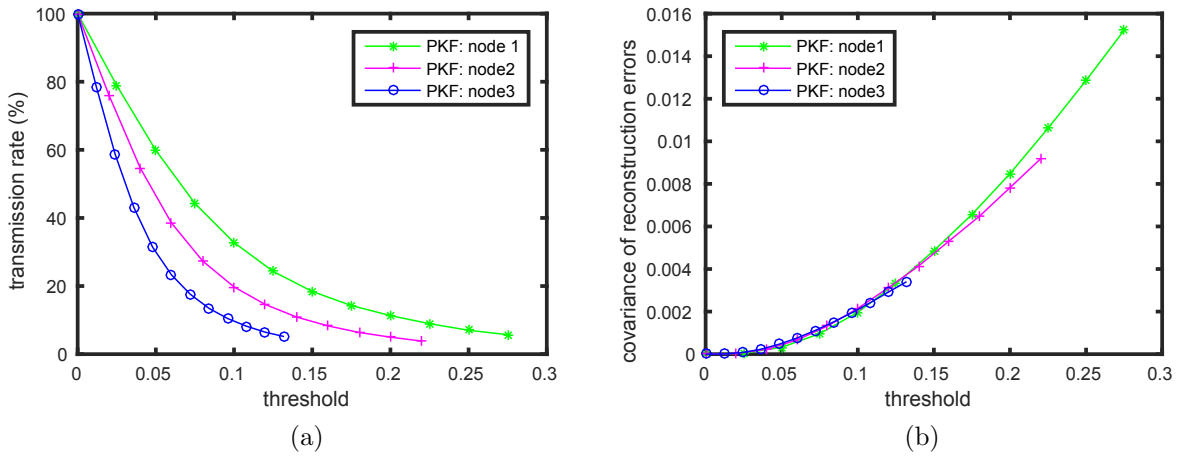 100
80
60
40
20
0
transmission rate (%)
0
0.05
0.1
0.15
0.2
0.25
0.3
threshold
PKF: node 1
PKF: node2
PKF: node3
(a)
0.016
0.014
0.012
0.01
0.008
0.006
0.004
0.002
0
covariance of reconstruction errors
0
0.05
0.1
0.15
0.2
0.25
0.3
threshold
PKF: node1
PKF: node2
PKF: node3
(b)